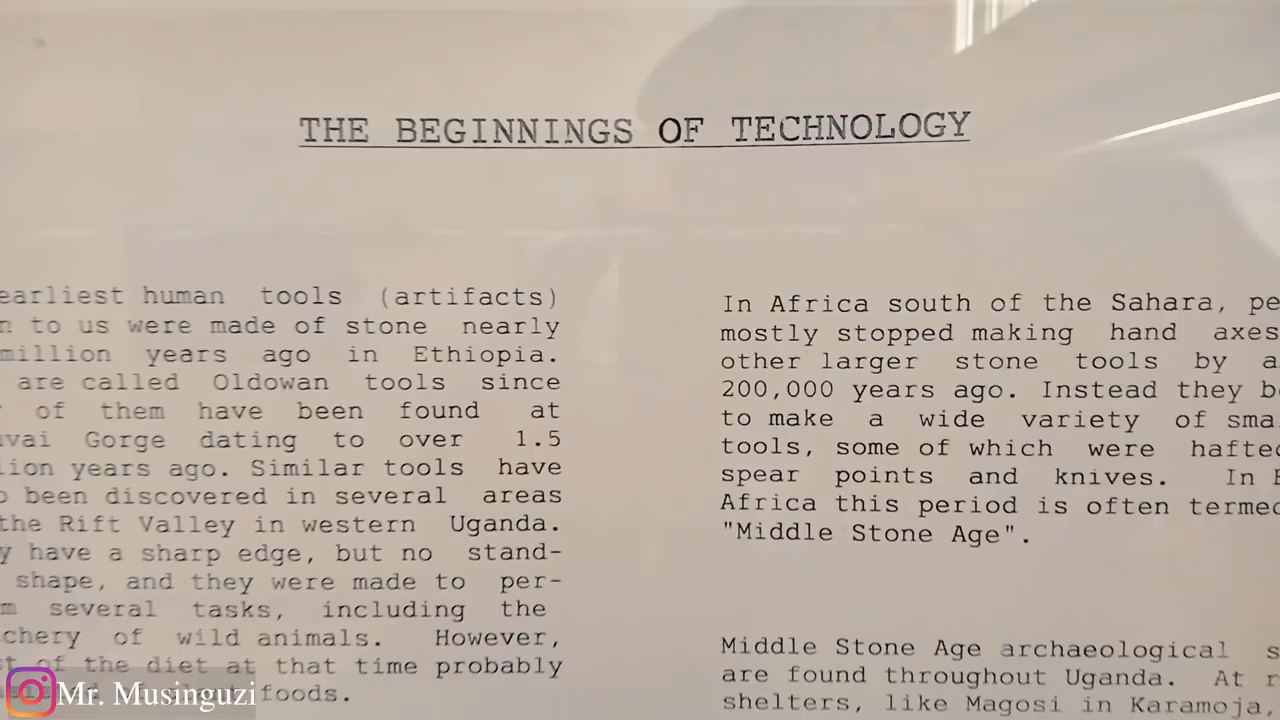 THE BEGINNINGS OF TECHNOLOGY
earliest human tools (artifacts)
to us were made of stone nearly
million years ago in Ethiopia.
are called Oldowan tools since
of them have been found at
Gorge dating to over 1.5
years ago. Similar tools have
been discovered in several areas
the Rift Valley in western Uganda.
have a sharp edge, but no stand-
shape, and they were made to per-
several tasks, including the
of wild animals. However,
of the diet at that time probably
foods.
In Africa south of the Sahara,
mostly stopped making hand axes
other larger stone tools by
200,000 years ago. Instead they
to make a wide variety of
tools, some of which were hafted
spear points and knives. In
Africa this period is often termed
"Middle Stone Age".
Middle Stone Age archaeological
are found throughout Uganda. At
shelters, like Magosi in Karamoja,
Mr. Musinguzi